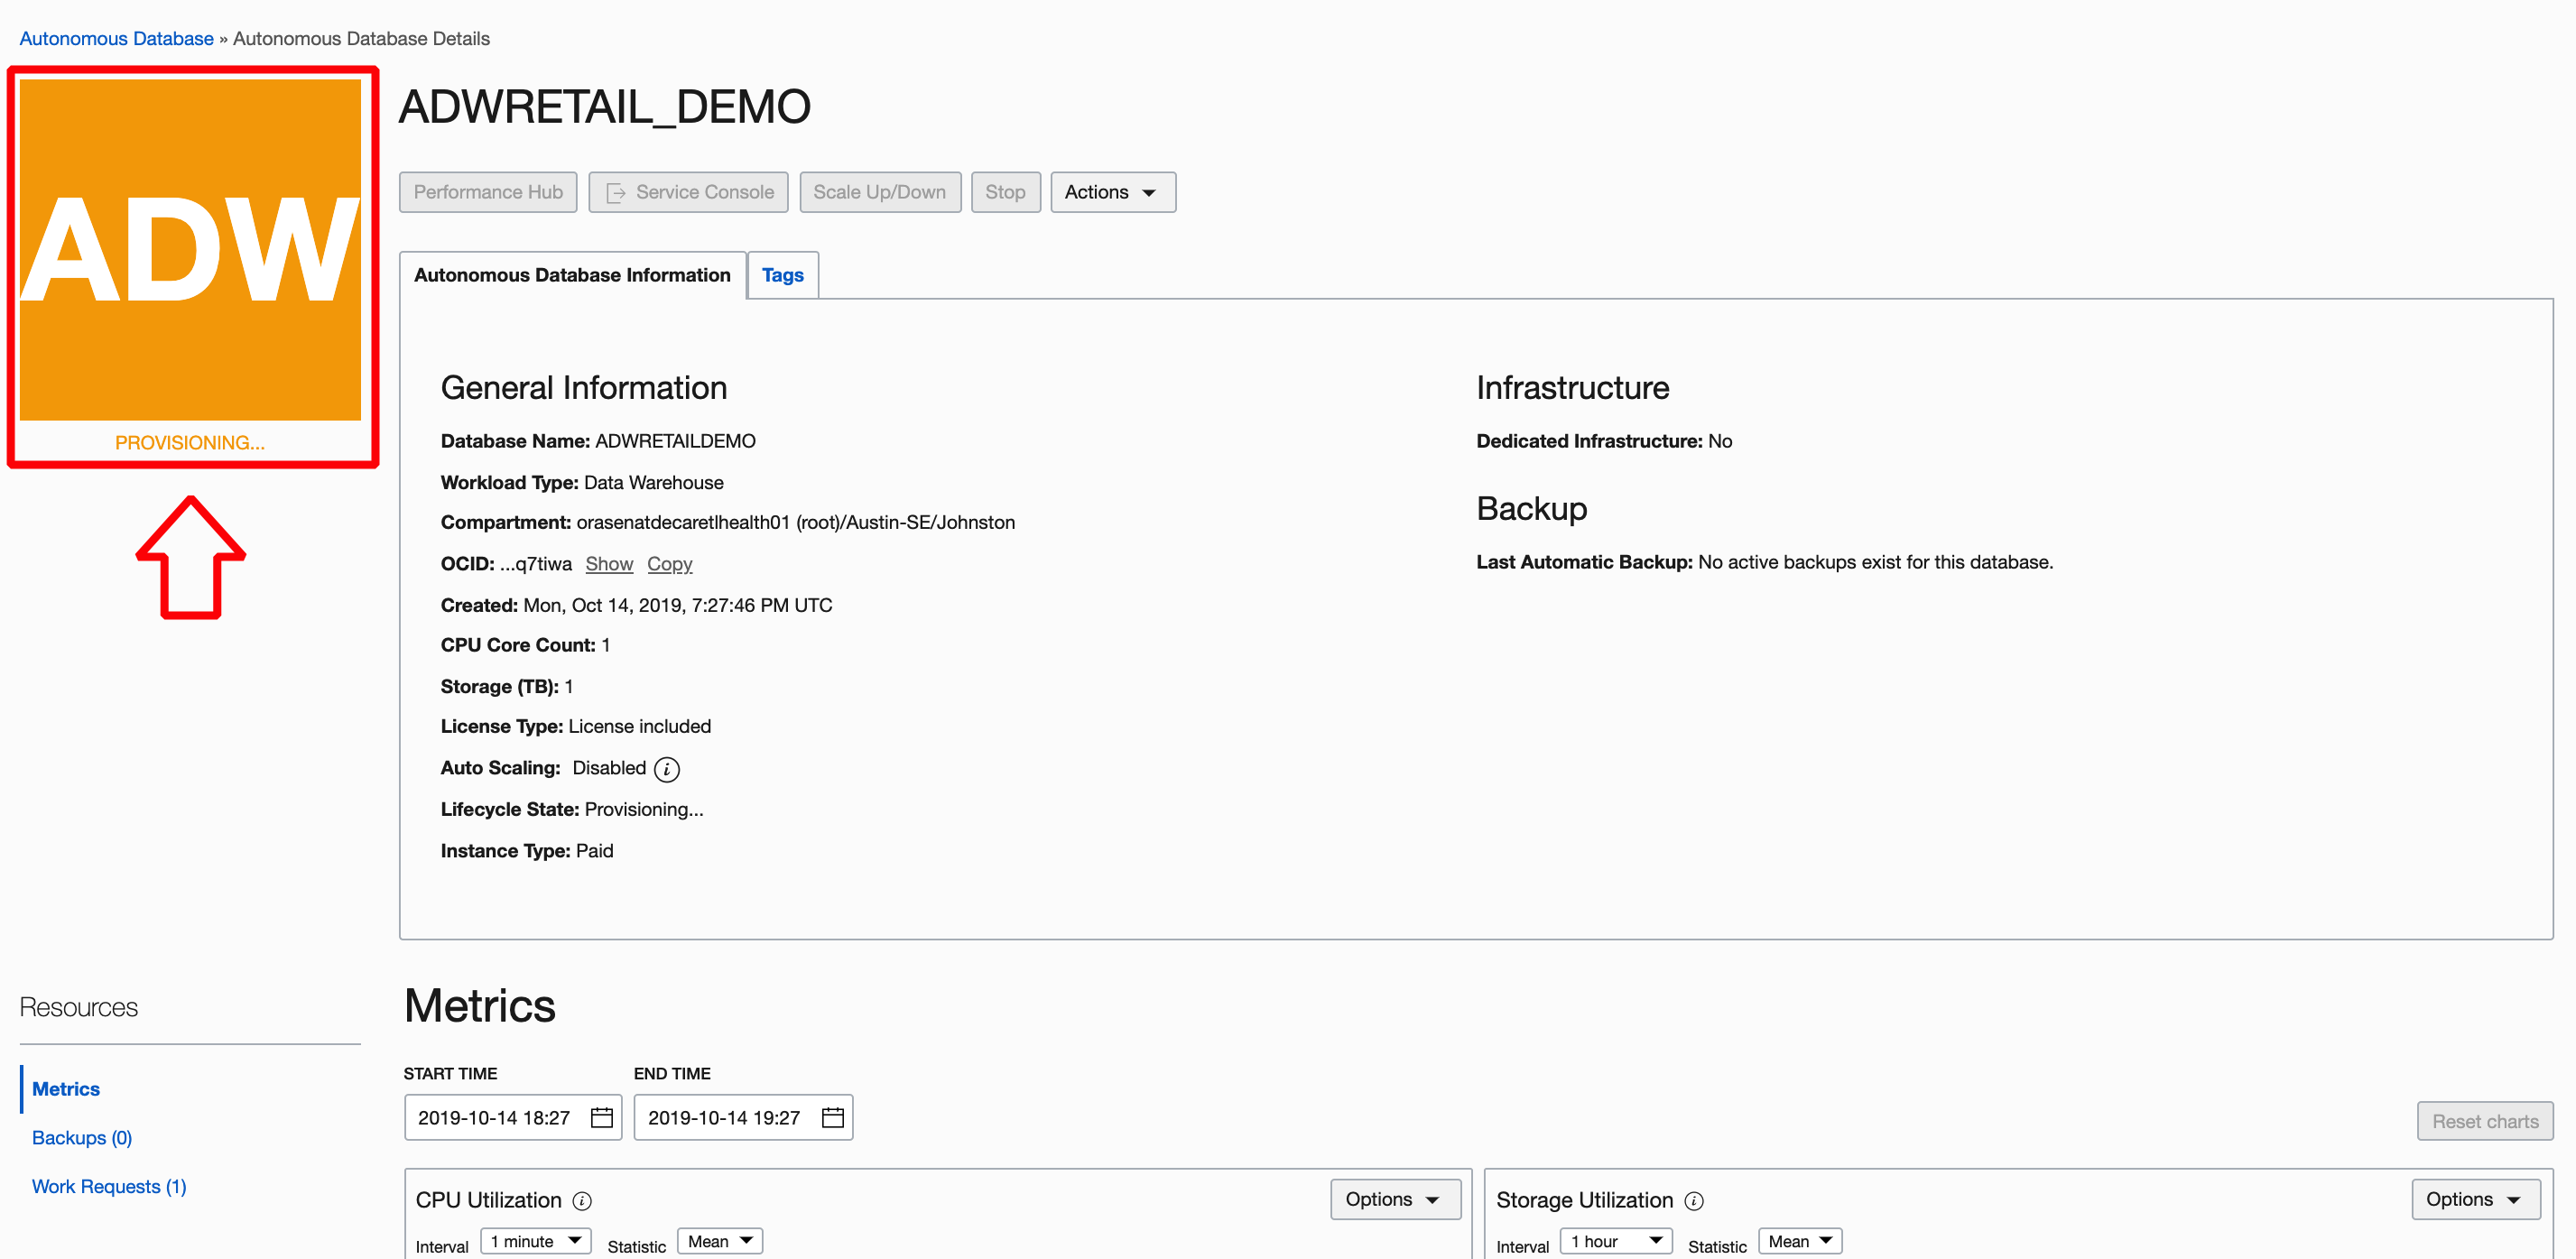 Autonomous Database » Autonomous Database Details
ADW
PROVISIONING...
ADWRETAIL_DEMO
Performance Hub Service Console Scale Up/Down Stop Actions
Autonomous Database Information Tags
General Information
Database Name: ADWRETAILDEMO
Workload Type: Data Warehouse
Compartment: orasenatdecaretlhealth01 (root)/Austin-SE/Johnston
OCID: ...q7tiwa Show Copy
Created: Mon, Oct 14, 2019, 7:27:46 PM UTC
CPU Core Count: 1
Storage (TB): 1
License Type: License included
Auto Scaling: Disabled i
Lifecycle State: Provisioning...
Instance Type: Paid
Infrastructure
Dedicated Infrastructure: No
Backup
Last Automatic Backup: No active backups exist for this database.
Resources
Metrics
Backups (0)
Work Requests (1)
Metrics
START TIME END TIME
2019-10-14 18:27 2019-10-14 19:27
Reset charts
CPU Utilization i Options
Interval 1 minute Statistic Mean
Storage Utilization i Options
Interval 1 hour Statistic Mean